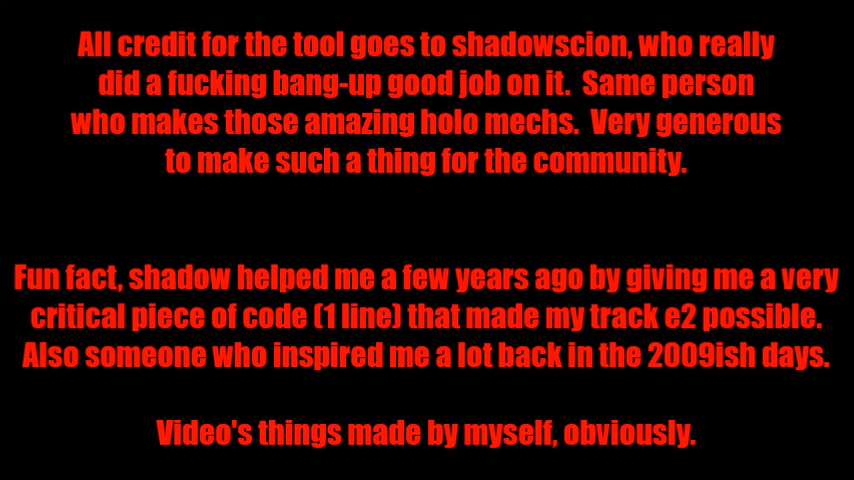 All credit for the tool goes to shadowscion, who really
did a fucking bang-up good job on it.  Same person
who makes those amazing holo mechs.  Very generous
to make such a thing for the community.
Fun fact, shadow helped me a few years ago by giving me a very
critical piece of code (1 line) that made my track e2 possible.
Also someone who inspired me a lot back in the 2009ish days.
Video's things made by myself, obviously.